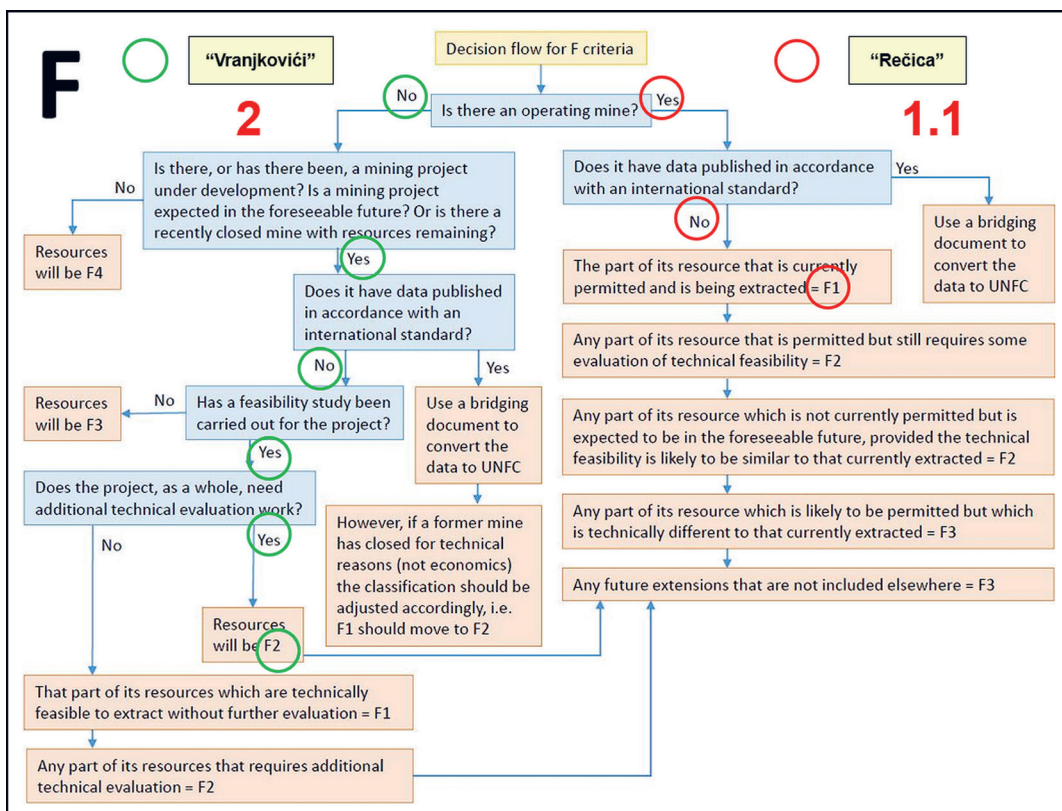 F
“Vranjkovići”
2
Decision flow for F criteria
“Rečica”
1.1
No
Is there an operating mine?
Yes
Is there, or has there been, a mining project
under development? Is a mining project
expected in the foreseeable future? Or is there a
recently closed mine with resources remaining?
No
Resources
will be F4
Yes
Does it have data published
in accordance with an
international standard?
No
Yes
Resources
will be F3
No
Has a feasibility study been
carried out for the project?
Use a bridging
document to
convert the
data to UNFC
Yes
Does the project, as a whole, need
additional technical evaluation work?
No
Yes
However, if a former mine
has closed for technical
reasons (not economics)
the classification should be
adjusted accordingly, i.e.
F1 should move to F2
Resources
will be F2
That part of its resources which are technically
feasible to extract without further evaluation = F1
Any part of its resources that requires additional
technical evaluation = F2
Does it have data published in accordance
with an international standard?
Yes
No
Use a bridging
document to
convert the
data to UNFC
The part of its resource that is currently
permitted and is being extracted = F1
Any part of its resource that is permitted but still requires some
evaluation of technical feasibility = F2
Any part of its resource which is not currently permitted but is
expected to be in the foreseeable future, provided the technical
feasibility is likely to be similar to that currently extracted = F2
Any part of its resource which is likely to be permitted but which
is technically different to that currently extracted = F3
Any future extensions that are not included elsewhere = F3